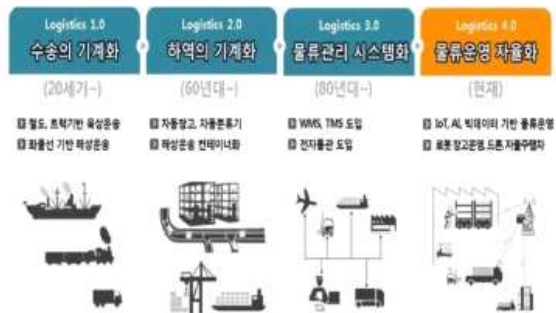 Logistics 1.0
수송의 기계화
(20세기~)
철도, 트럭기반 육상운송
화물선 기반 해상운송
Logistics 2.0
하역의 기계화
(60년대~)
자동창고, 자동분류기
해상운송 컨테이너화
Logistics 3.0
물류관리 시스템화
(80년대~)
WMS, TMS 도입
전자통관 도입
Logistics 4.0
물류운영 자율화
(현재)
IoT, AI, 빅데이터 기반 물류운영
로봇 창고운영, 드론, 자율주행차